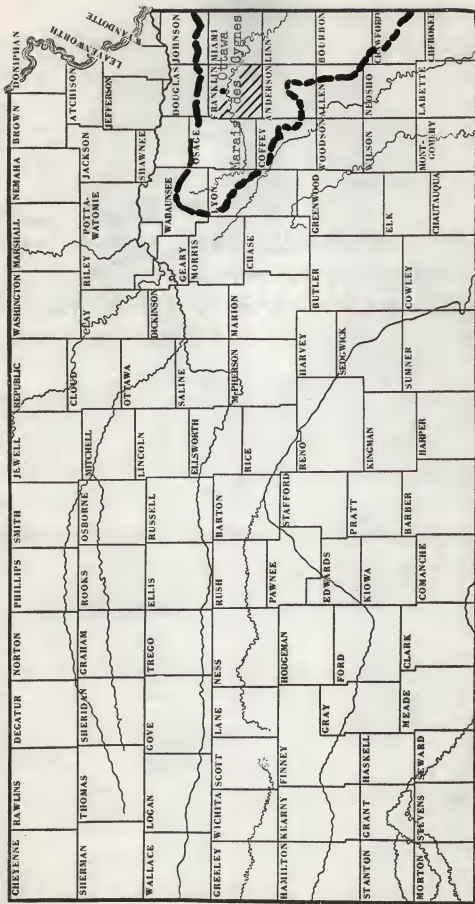 CHEYENNE
RAWLINS
DECATUR
NORTON
PHILLIPS
SMITH
JEWELL
REPUBLIC
WASHINGTON
MARSHALL
NEMAHA
BROWN
DONIPHAN
SHERMAN
THOMAS
SHERIDAN
GRAHAM
ROOKS
OSBORNE
MITCHELL
CLOUD
CLAY
RILEY
POTTA-
WATOMIE
JACKSON
ATCHISON
JEFFERSON
LEAVENWORTH
WYANDOTTE
LINCOLN
OTTAWA
DICKINSON
GEARY
WABAUNSEE
SHAWNEE
DOUGLAS
JOHNSON
WALLACE
LOGAN
GOVE
TREGO
ELLIS
RUSSELL
ELLSWORTH
SALINE
MORRIS
LYON
OSAGE
FRANKLIN
MIAMI
Ottawa
Marais des Cygnes
GREELEY
WICHITA
SCOTT
LANE
NESS
RUSH
BARTON
RICE
McPHERSON
MARION
CHASE
COFFEY
ANDERSON
LINN
HAMILTON
KEARNY
FINNEY
HODGEMAN
PAWNEE
STAFFORD
RENO
HARVEY
BUTLER
GREENWOOD
WOODSON
ALLEN
BOURBON
GRAY
FORD
EDWARDS
KIOWA
PRATT
KINGMAN
SEDGWICK
ELK
WILSON
NEOSHO
CRAWFORD
STANTON
GRANT
HASKELL
MORTON
STEVENS
SEWARD
MEADE
CLARK
COMANCHE
BARBER
HARPER
SUMNER
COWLEY
CHAUTAUQUA
MONT-
GOMERY
LABETTE
CHEROKEE